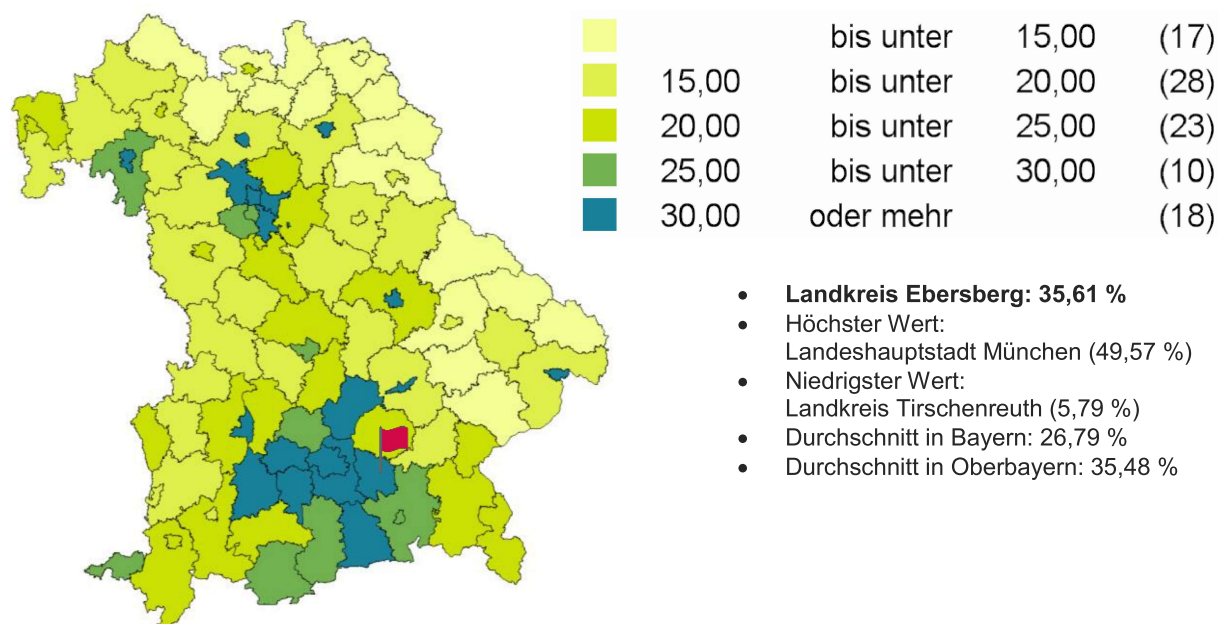 bis unter 15,00 (17)
15,00 bis unter 20,00 (28)
20,00 bis unter 25,00 (23)
25,00 bis unter 30,00 (10)
30,00 oder mehr (18)
• Landkreis Ebersberg: 35,61 %
• Höchster Wert:
Landeshauptstadt München (49,57 %)
• Niedrigster Wert:
Landkreis Tirschenreuth (5,79 %)
• Durchschnitt in Bayern: 26,79 %
• Durchschnitt in Oberbayern: 35,48 %